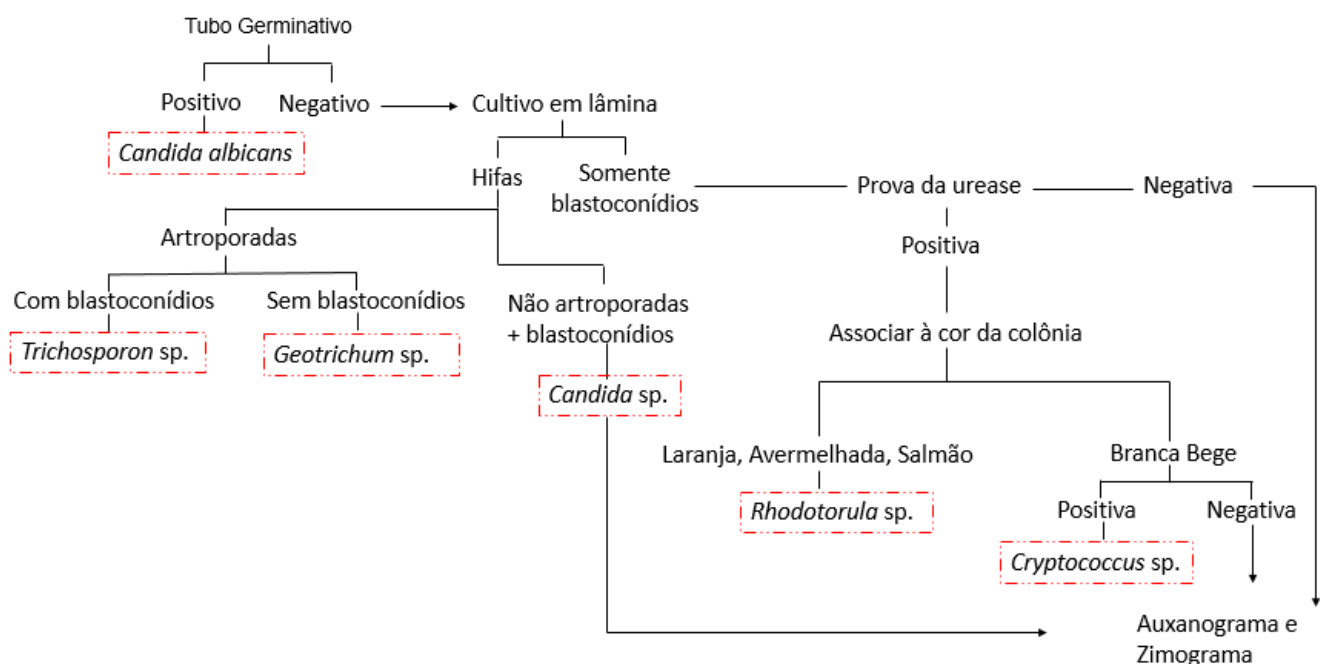 Tubo Germinativo
Positivo
Negativo
Cultivo em lâmina
Candida albicans
Hifas
Somente
blastoconídios
Prova da urease
Negativa
Artroporadas
Positiva
Com blastoconídios
Sem blastoconídios
Não artroporadas
+ blastoconídios
Trichosporon sp.
Geotrichum sp.
Associar à cor da colônia
Candida sp.
Laranja, Avermelhada, Salmão
Branca Bege
Rhodotorula sp.
Positiva
Negativa
Cryptococcus sp.
Auxanograma e
Zimograma